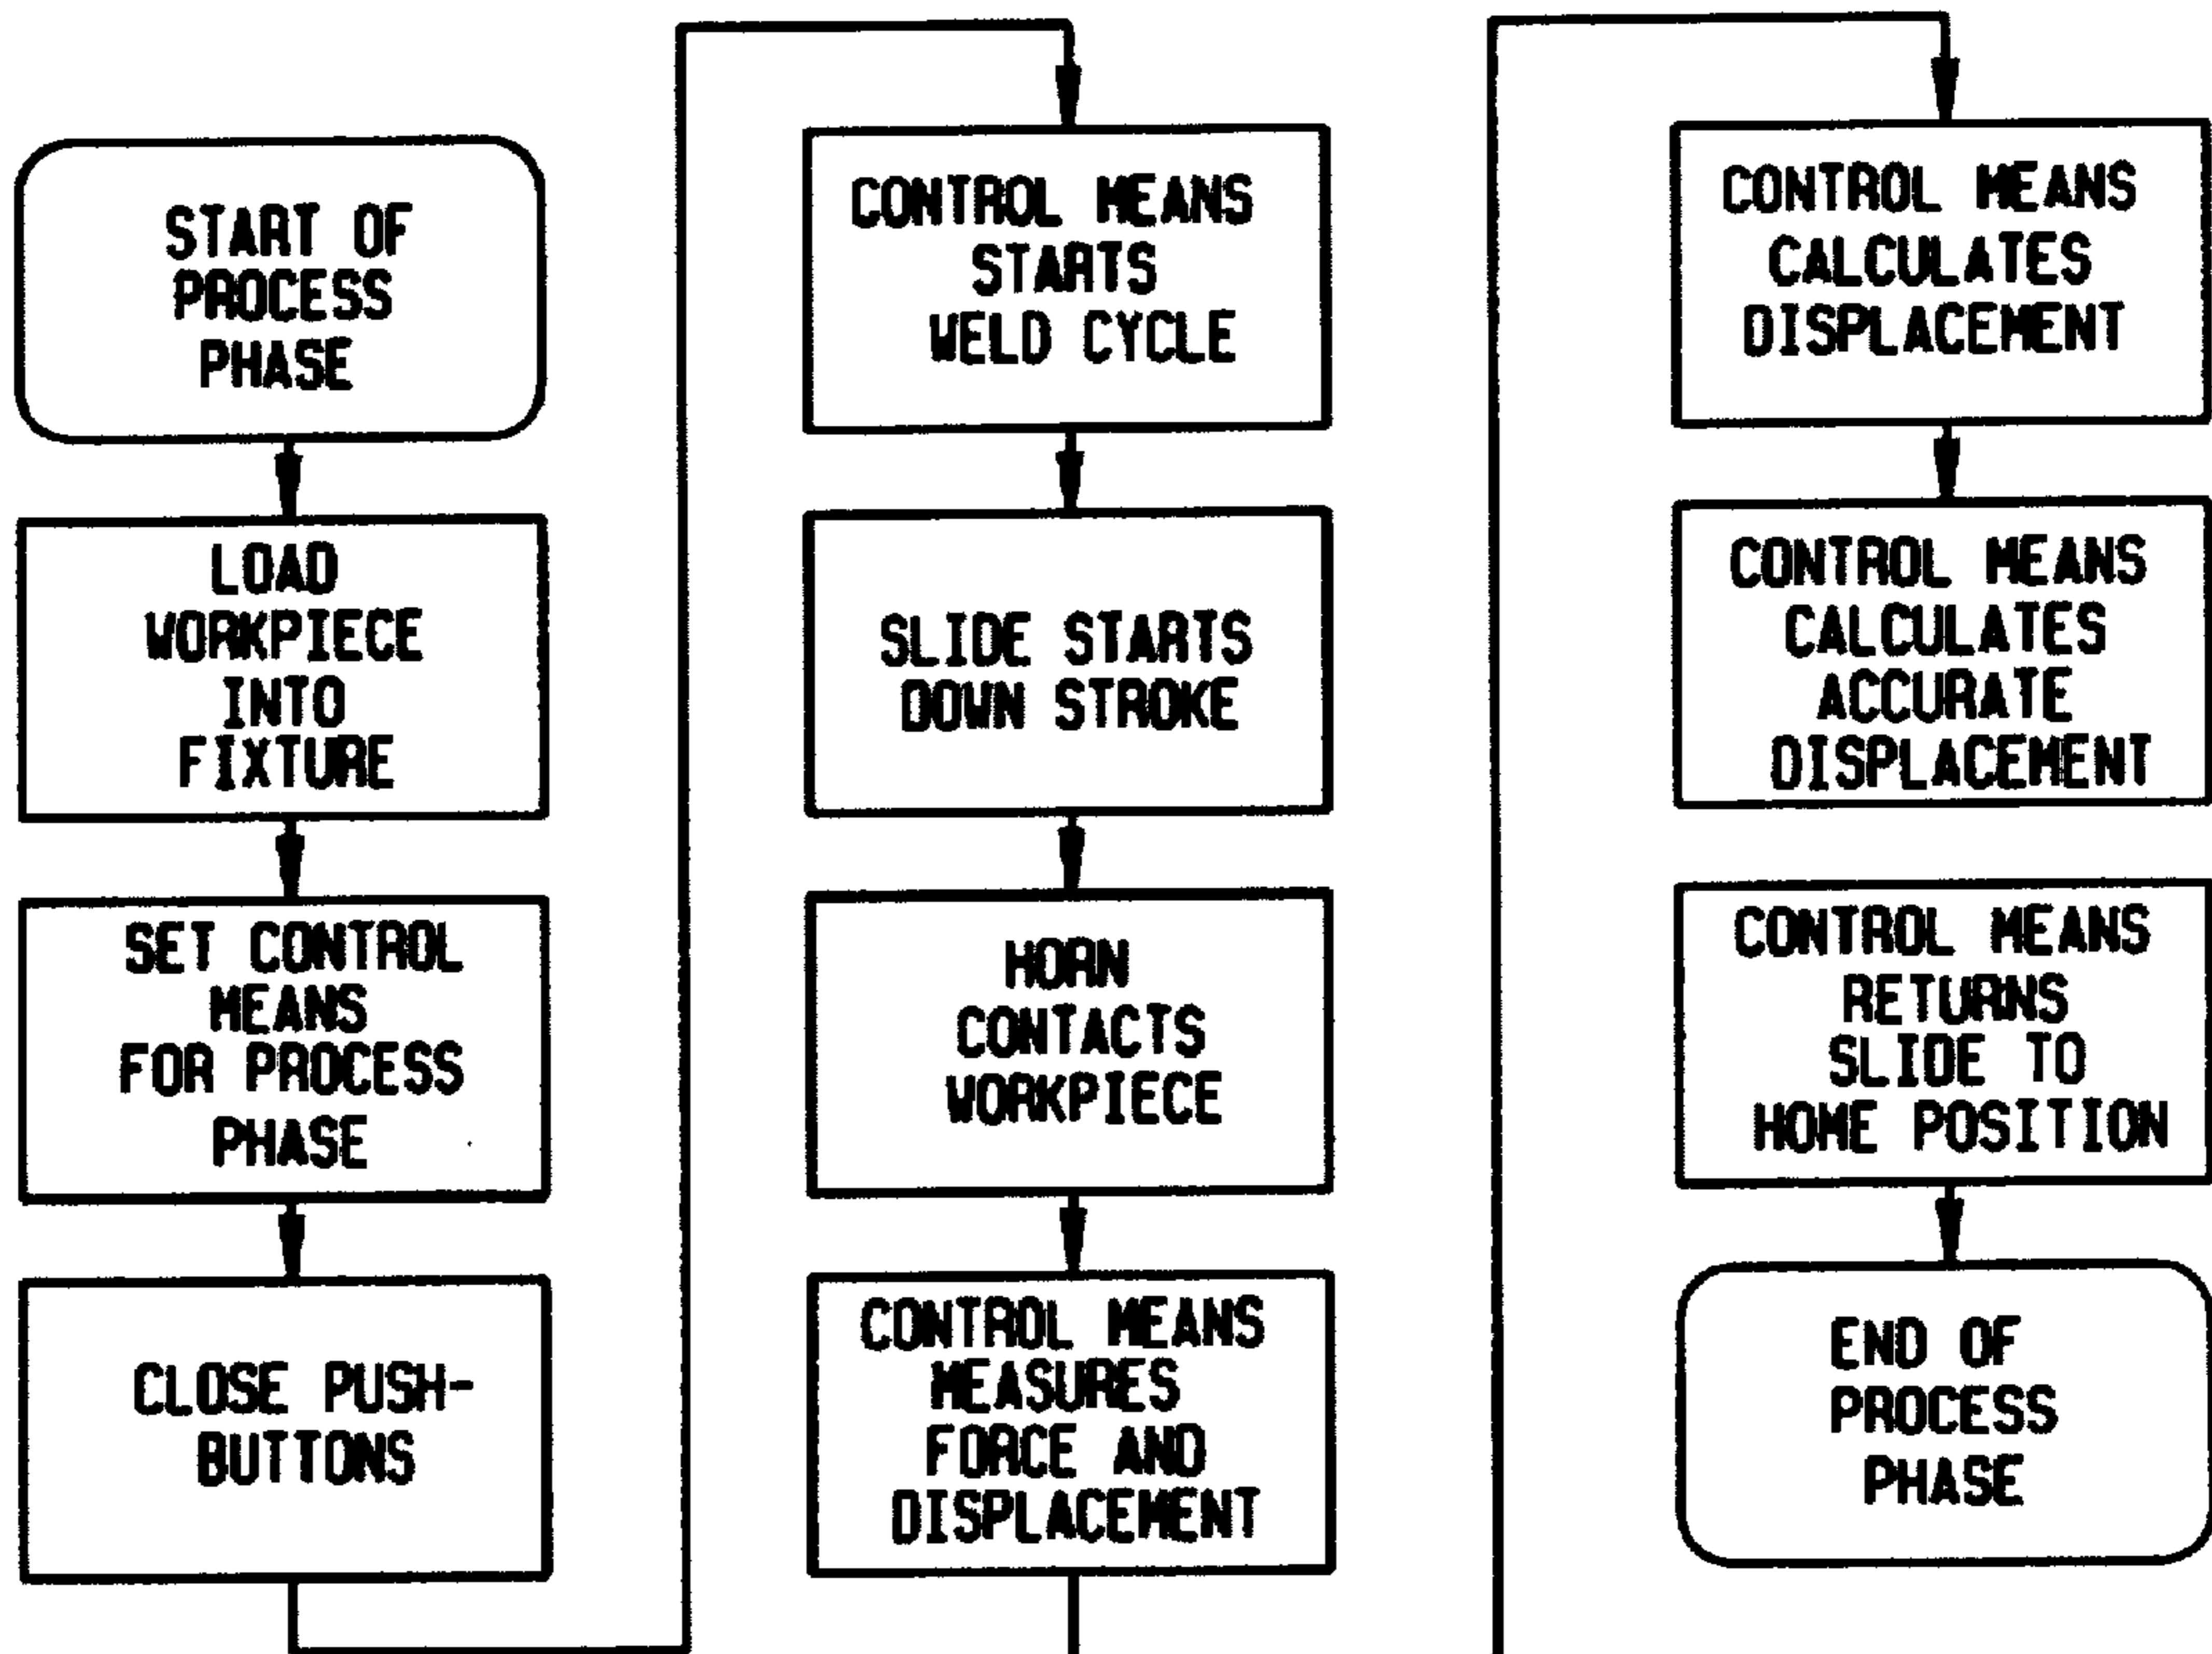 START OF
PROCESS
PHASE
LOAD
WORKPIECE
INTO
FIXTURE
SET CONTROL
MEANS
FOR PROCESS
PHASE
CLOSE PUSH-
BUTTONS
CONTROL MEANS
STARTS
WELD CYCLE
SLIDE STARTS
DOWN STROKE
HORN
CONTACTS
WORKPIECE
CONTROL MEANS
MEASURES
FORCE AND
DISPLACEMENT
CONTROL MEANS
CALCULATES
DISPLACEMENT
CONTROL MEANS
CALCULATES
ACCURATE
DISPLACEMENT
CONTROL MEANS
RETURNS
SLIDE TO
HOME POSITION
END OF
PROCESS
PHASE